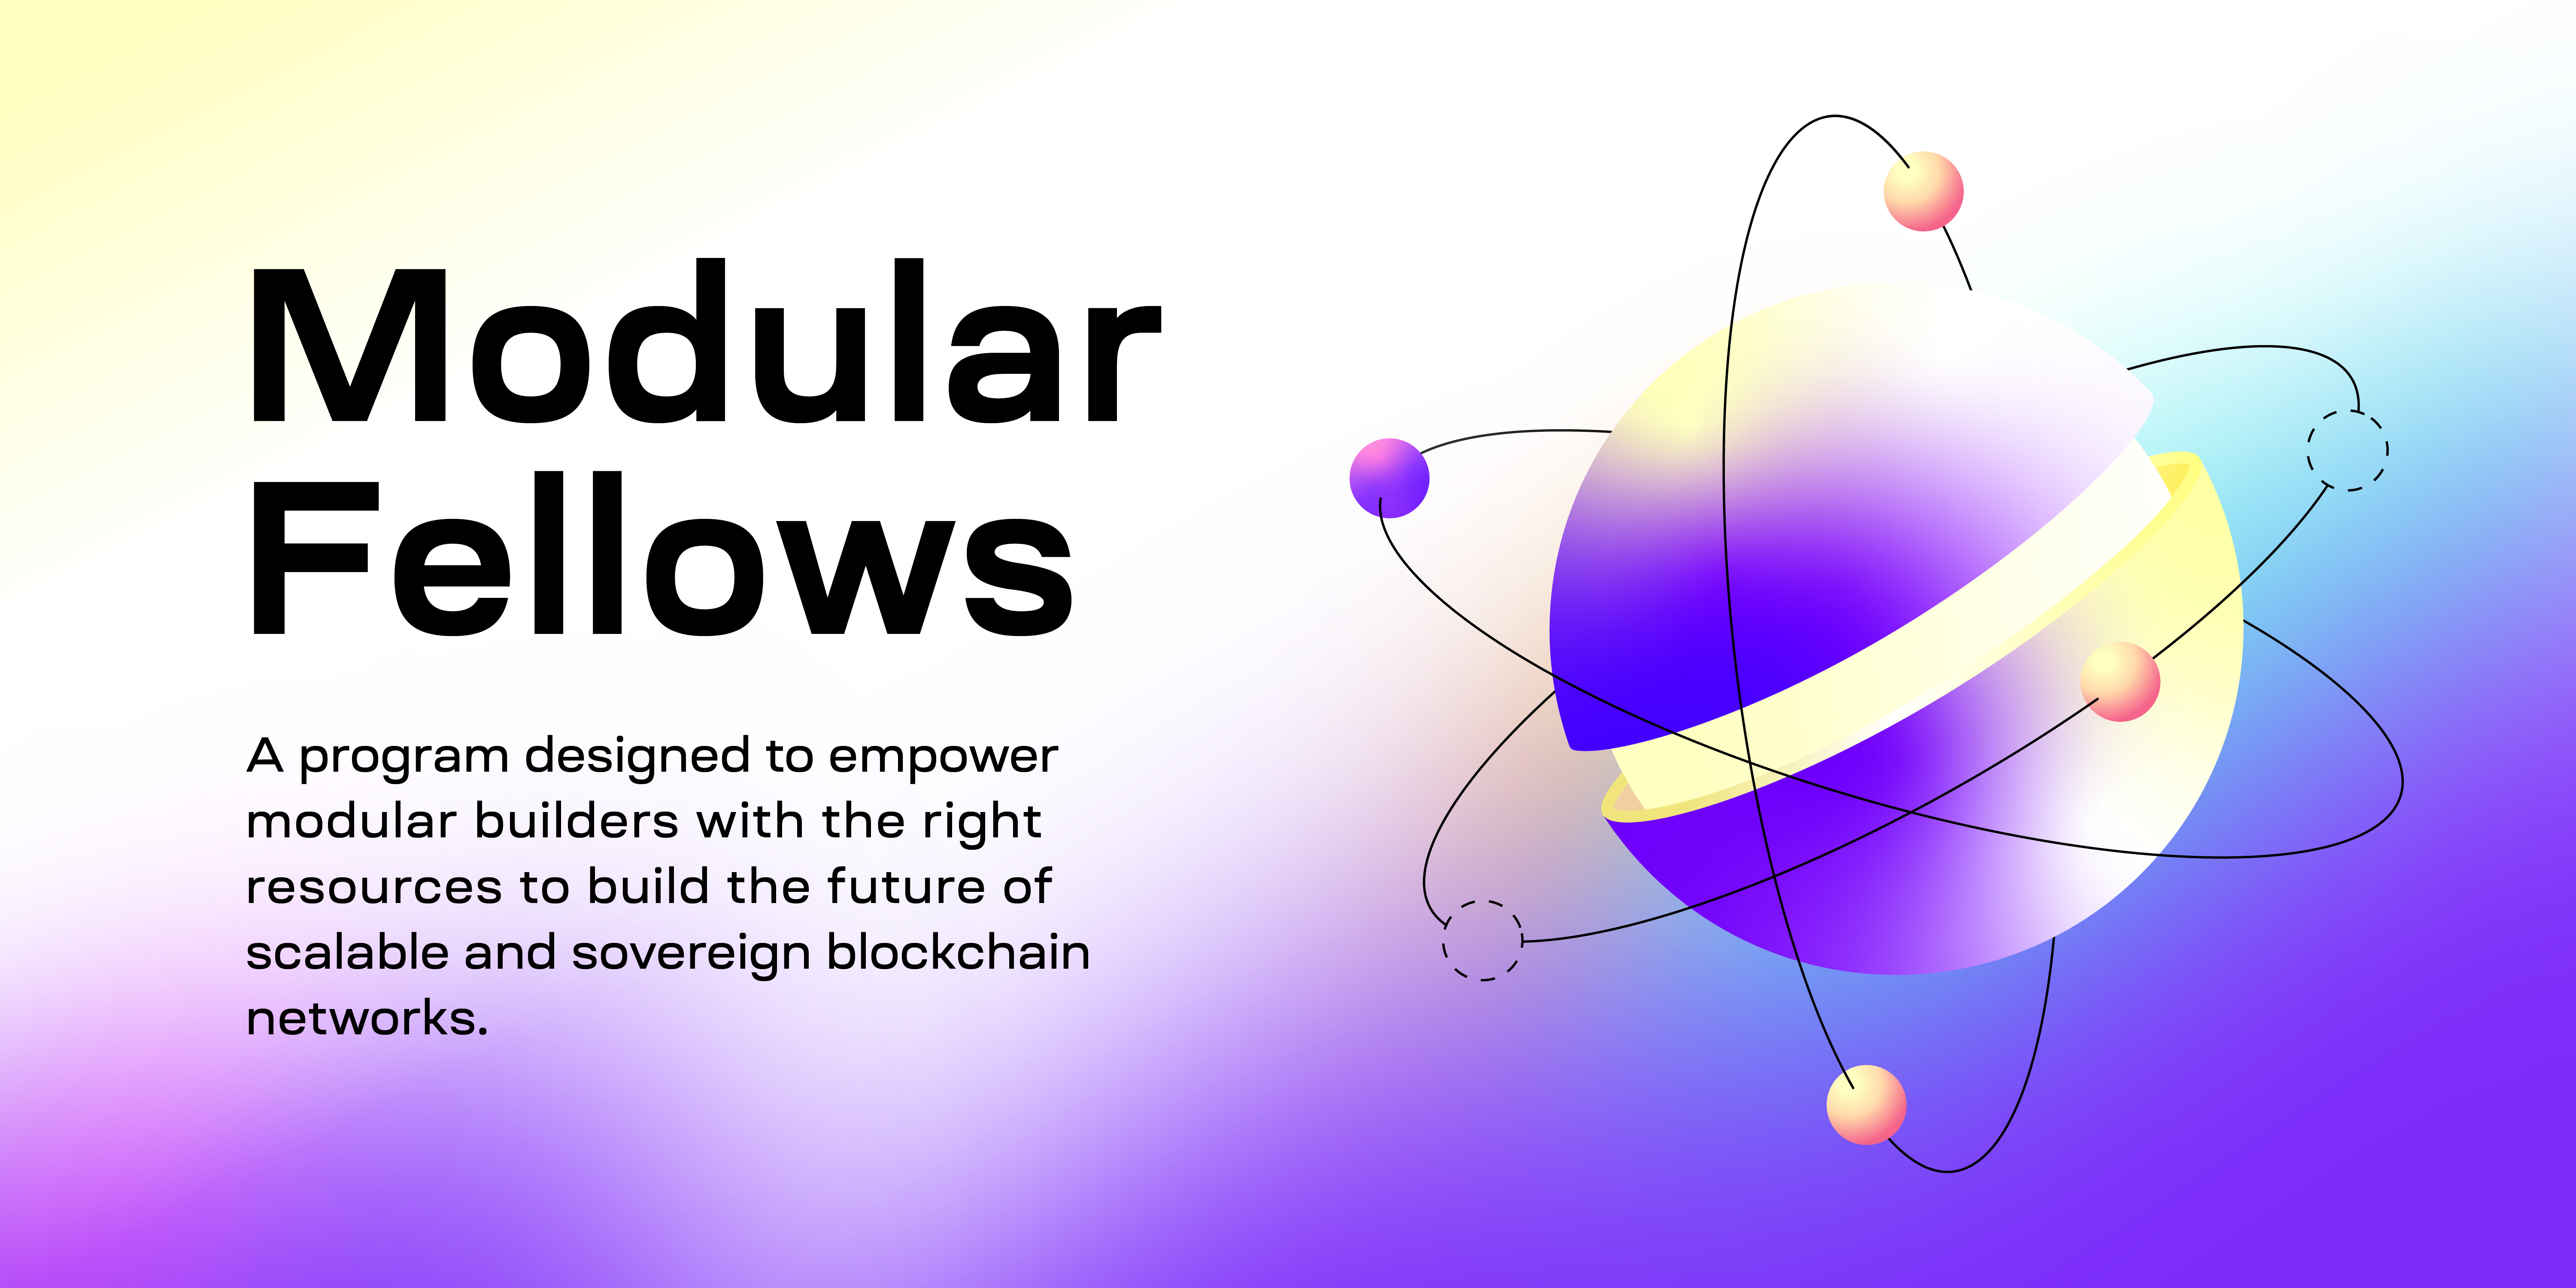 Modular
Fellows
A program designed to empower
modular builders with the right
resources to build the future of
scalable and sovereign blockchain
networks.